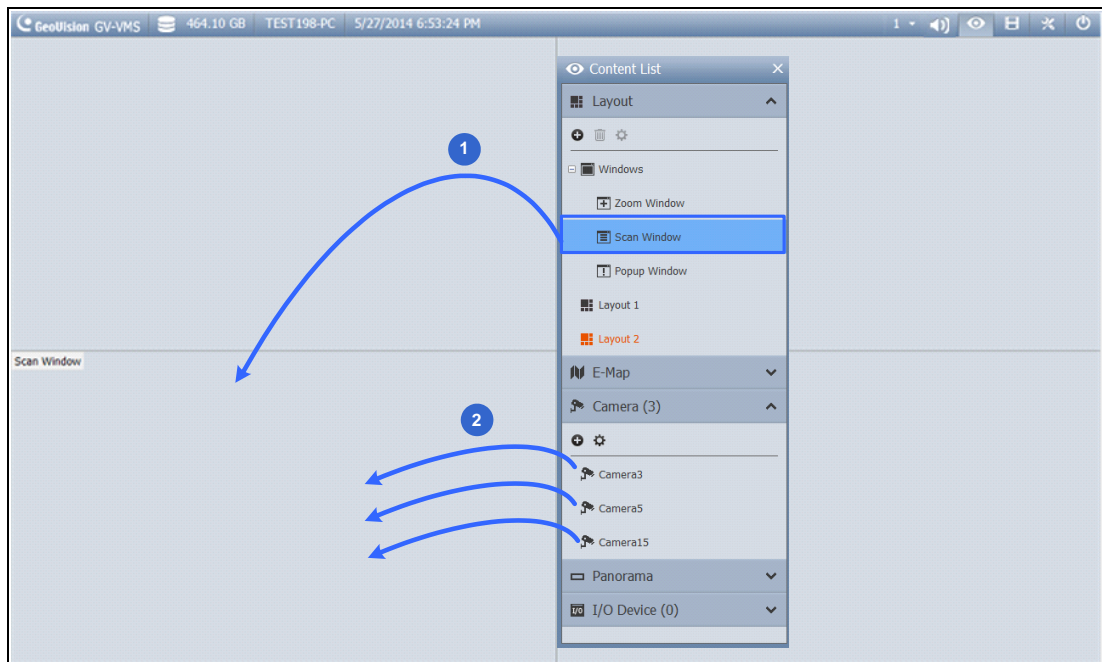 GeoVision GV-VMS 464.10 GB TEST198-PC 5/27/2014 6:53:24 PM 1
Content List
Layout
1
Windows
Zoom Window
Scan Window
Popup Window
Layout 1
Layout 2
Scan Window
E-Map
Camera (3)
2
Camera3
Camera5
Camera15
Panorama
I/O I/O Device (0)